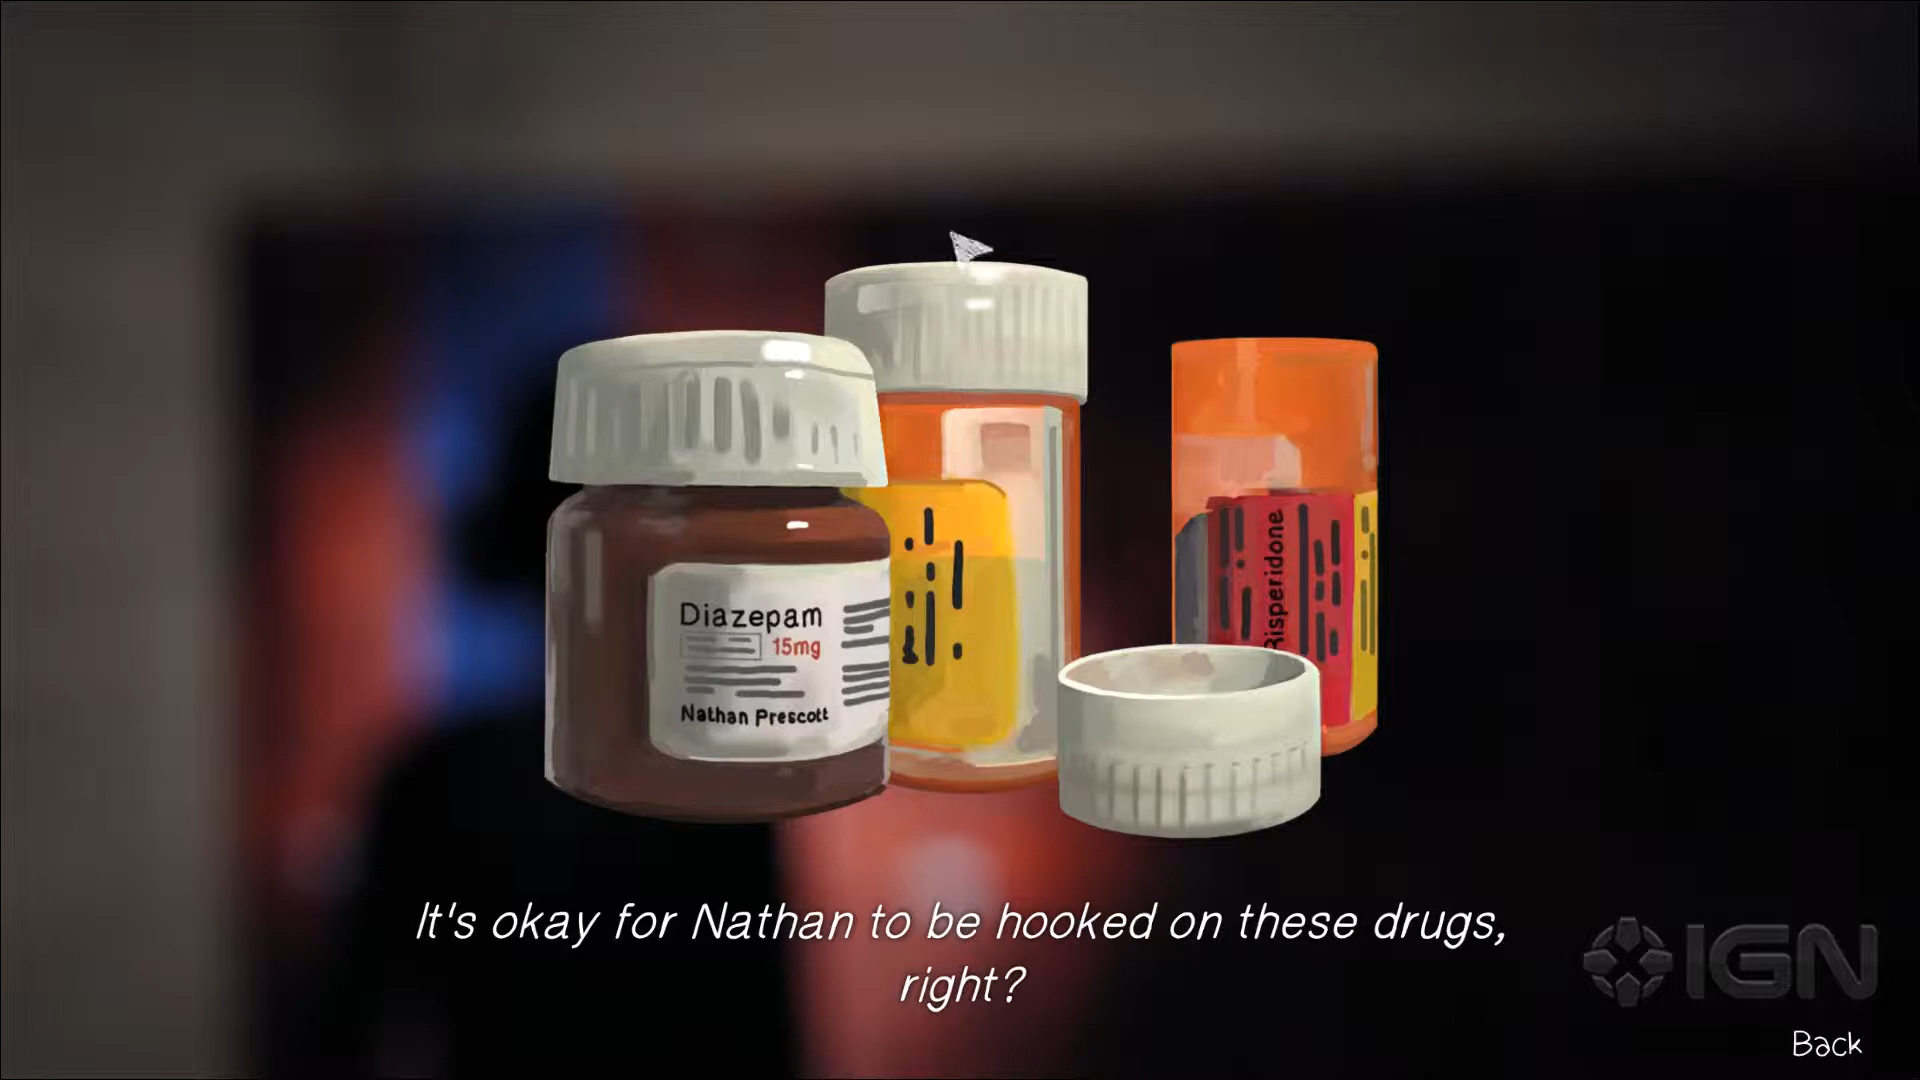 Diazepam
15mg
Nathan Prescott
Risperidone
It's okay for Nathan to be hooked on these drugs,
right?
IGN
Back